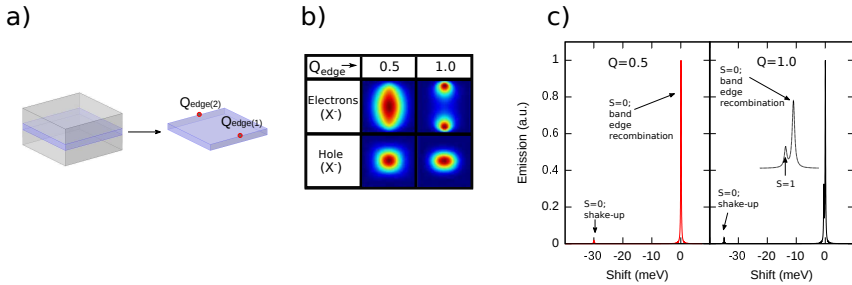 a)
Qedge(2)
Qedge(1)
b)
Qedge 0.5 1.0
Electrons
(X-)
Hole
(X-)
c)
Emission (a.u.)
1
0.8
0.6
0.4
0.2
0
Q=0.5
S=0;
band
edge
recombination
S=0;
shake-up
-30 -20 -10 0
Shift (meV)
Q=1.0
S=0;
band
edge
recombination
S=1
S=0;
shake-up
-30 -20 -10 0
Shift (meV)